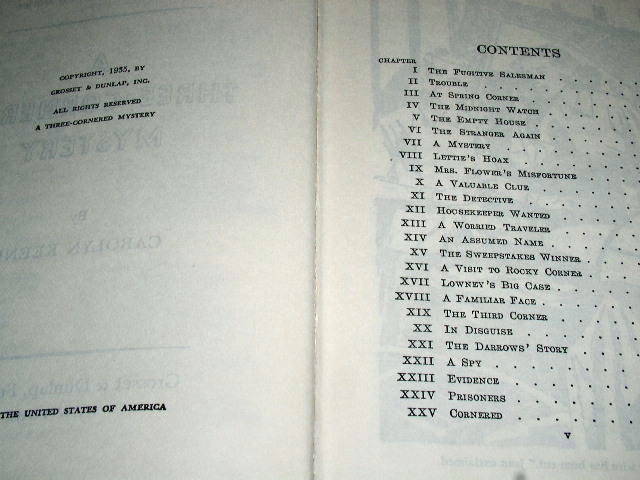 COPYRIGHT, 1935, BY
GROSSET & DUNLAP, INC.
ALL RIGHTS RESERVED
A THREE-CORNERED MYSTERY
THE UNITED STATES OF AMERICA
CONTENTS
CHAPTER
I THE FUGITIVE SALESMAN
II TROUBLE
III AT SPRING CORNER
IV THE MIDNIGHT WATCH
V THE EMPTY HOUSE
VI THE STRANGER AGAIN
VII A MYSTERY
VIII LETTIE'S HOAX
IX MRS. FLOWER'S MISFORTUNE
X A VALUABLE CLUE
XI THE DETECTIVE
XII HOUSEKEEPER WANTED
XIII A WORRIED TRAVELER
XIV AN ASSUMED NAME
XV THE SWEEPSTAKES WINNER
XVI A VISIT TO ROCKY CORNER
XVII LOWNEY'S BIG CASE
XVIII A FAMILIAR FACE
XIX THE THIRD CORNER
XX IN DISGUISE
XXI THE DARROWS' STORY
XXII A SPY
XXIII EVIDENCE
XXIV PRISONERS
XXV CORNERED
V